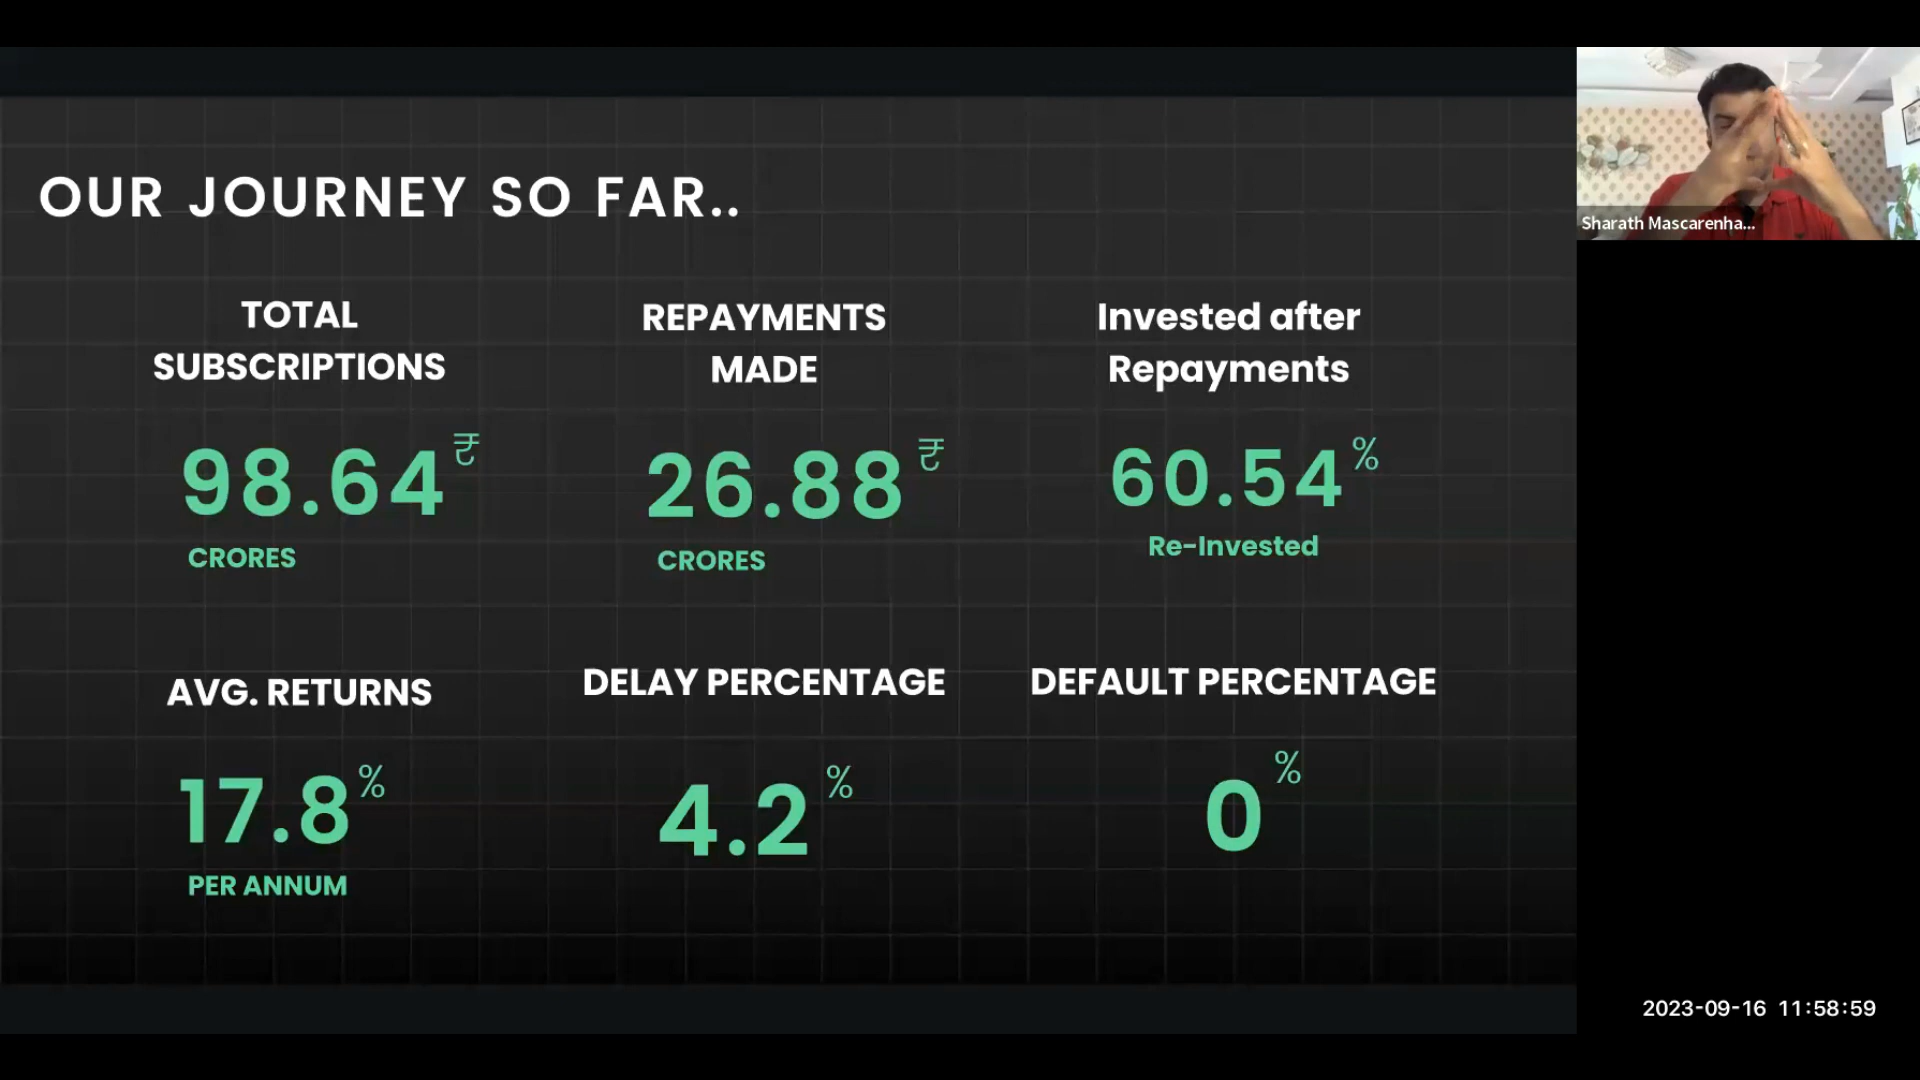 OUR JOURNEY SO FAR..
TOTAL
SUBSCRIPTIONS
98.64 ₹
CRORES
REPAYMENTS
MADE
26.88 ₹
CRORES
Invested after
Repayments
60.54 %
Re-Invested
AVG. RETURNS
17.8 %
PER ANNUM
DELAY PERCENTAGE
4.2 %
DEFAULT PERCENTAGE
0 %
Sharath Mascarenha...
2023-09-16 11:58:59